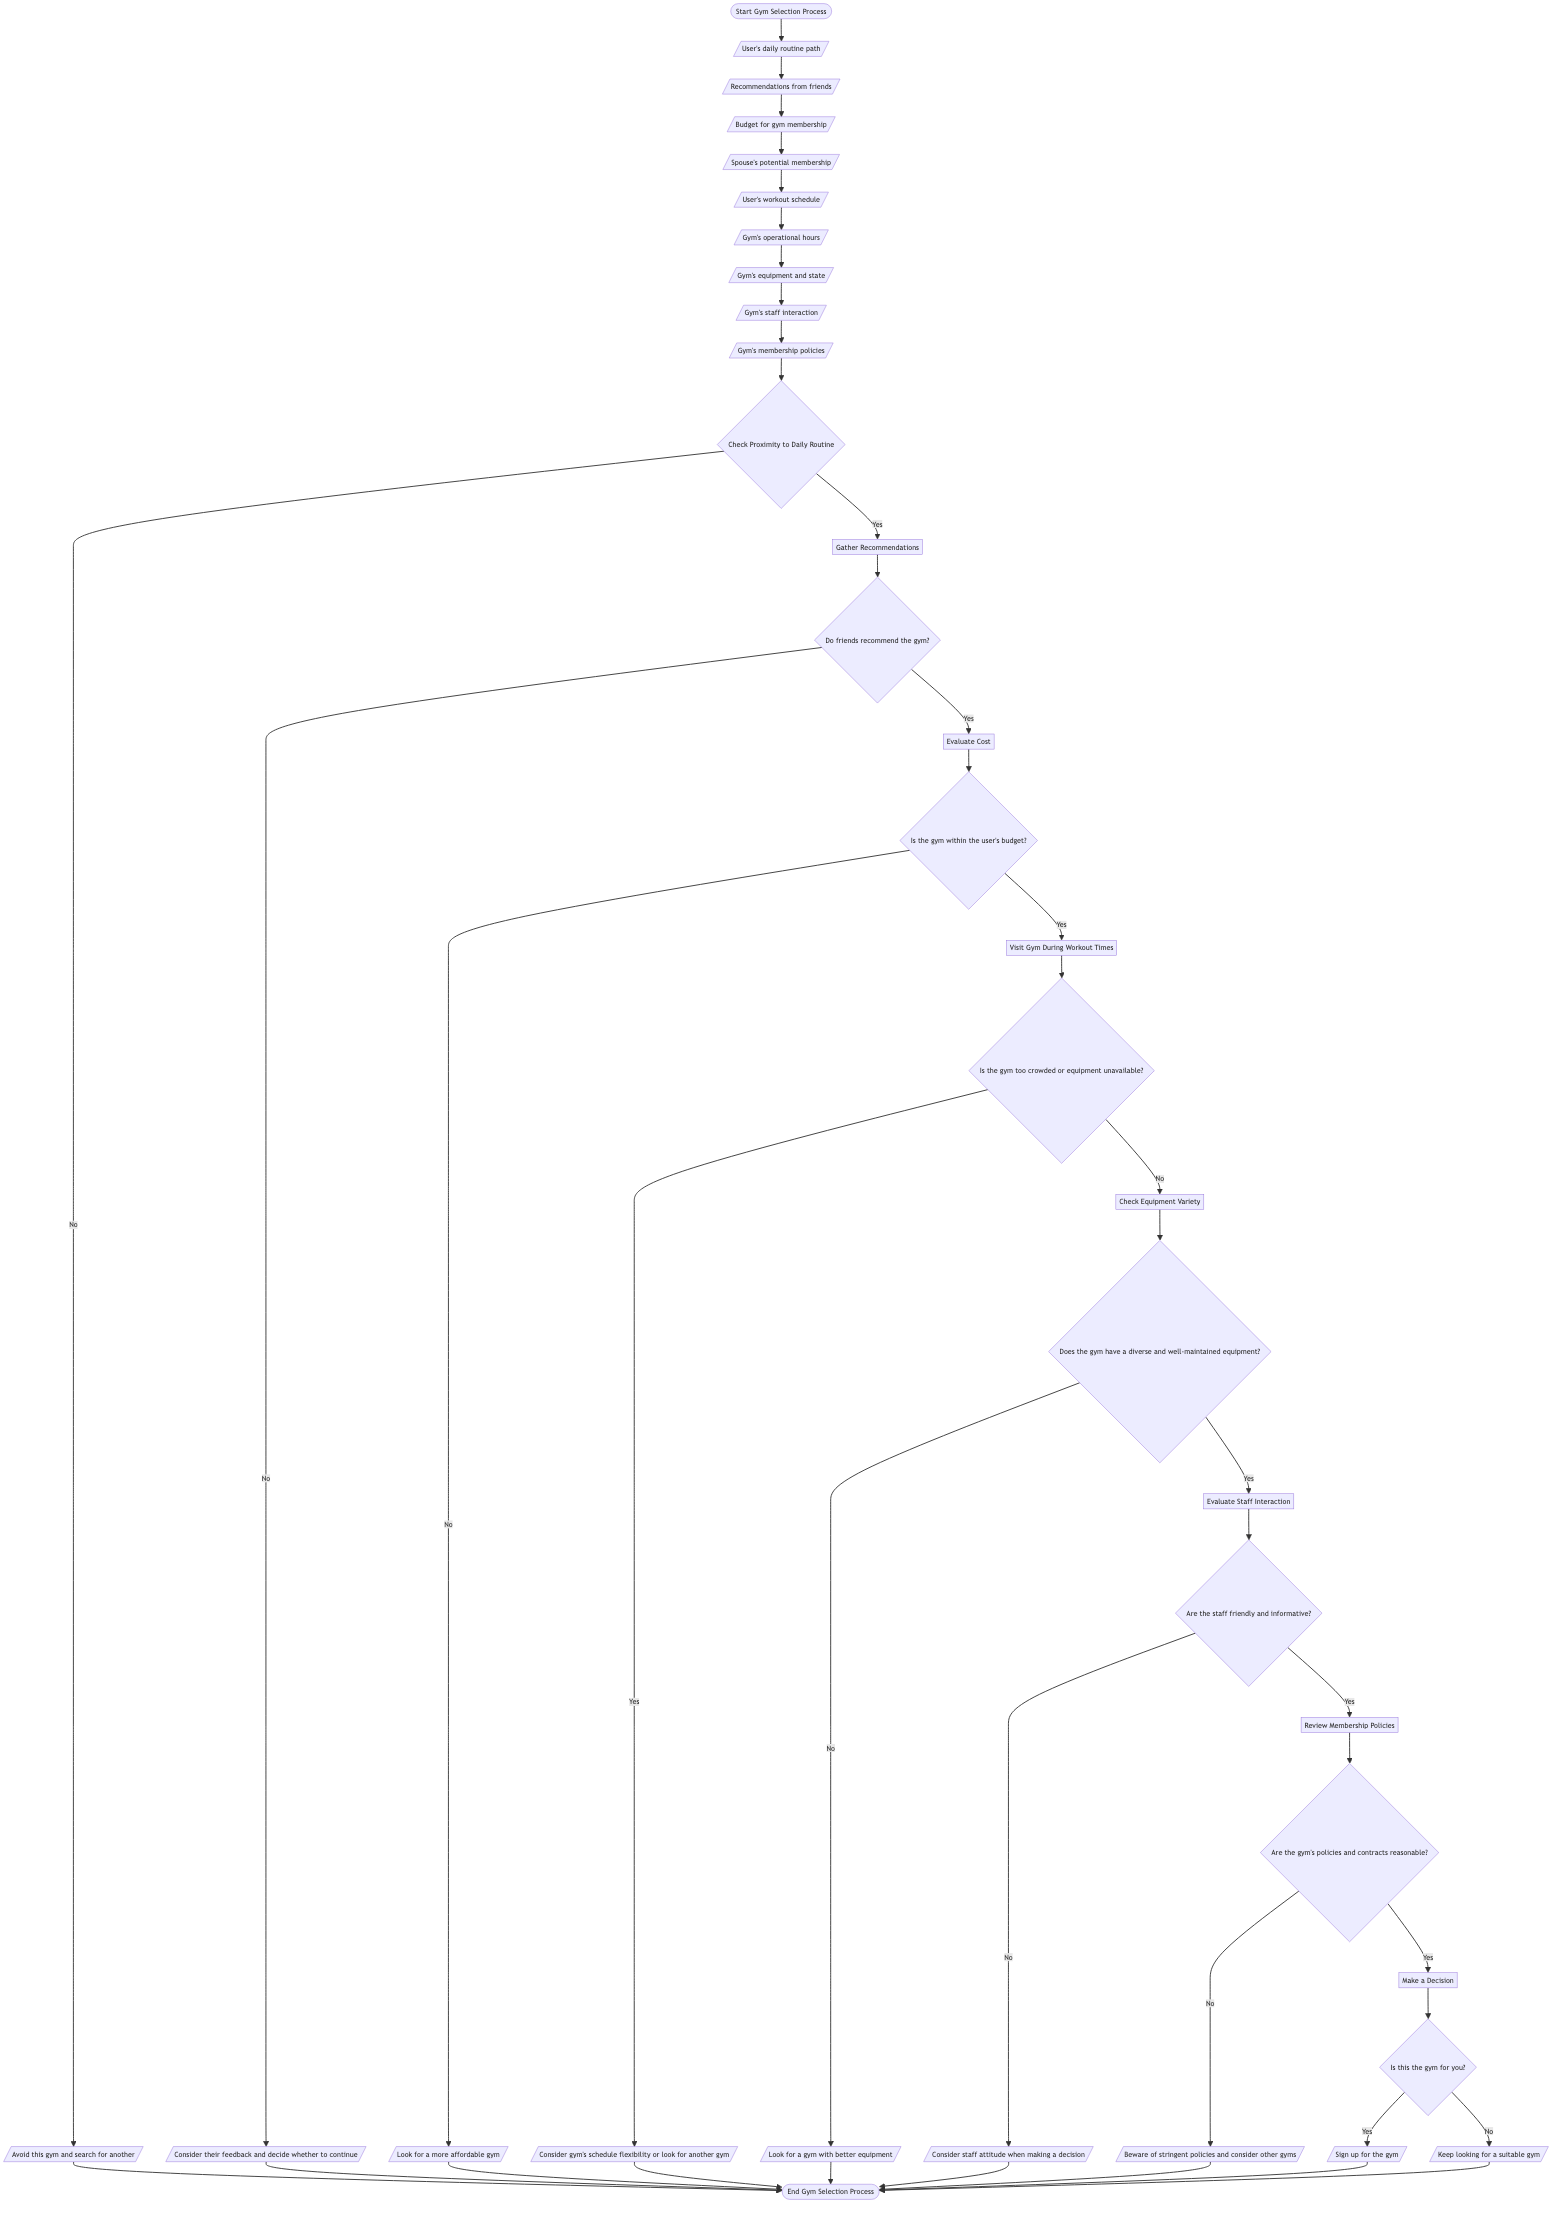 Start Gym Selection Process
User's daily routine path
Recommendations from friends
Budget for gym membership
Spouse's potential membership
User's workout schedule
Gym's operational hours
Gym's equipment and state
Gym's staff interaction
Gym's membership policies
Check Proximity to Daily Routine
Yes
Gather Recommendations
Do friends recommend the gym?
Yes
Evaluate Cost
Is the gym within the user's budget?
Yes
Visit Gym During Workout Times
Is the gym too crowded or equipment unavailable?
No
Check Equipment Variety
No
Does the gym have a diverse and well-maintained equipment?
No
Yes
Evaluate Staff Interaction
No
Are the staff friendly and informative?
Yes
Yes
Review Membership Policies
No
Are the gym's policies and contracts reasonable?
No
Yes
Make a Decision
No
Is this the gym for you?
Yes
No
Avoid this gym and search for another
Consider their feedback and decide whether to continue
Look for a more affordable gym
Consider gym's schedule flexibility or look for another gym
Look for a gym with better equipment
Consider staff attitude when making a decision
Beware of stringent policies and consider other gyms
Sign up for the gym
Keep looking for a suitable gym
End Gym Selection Process